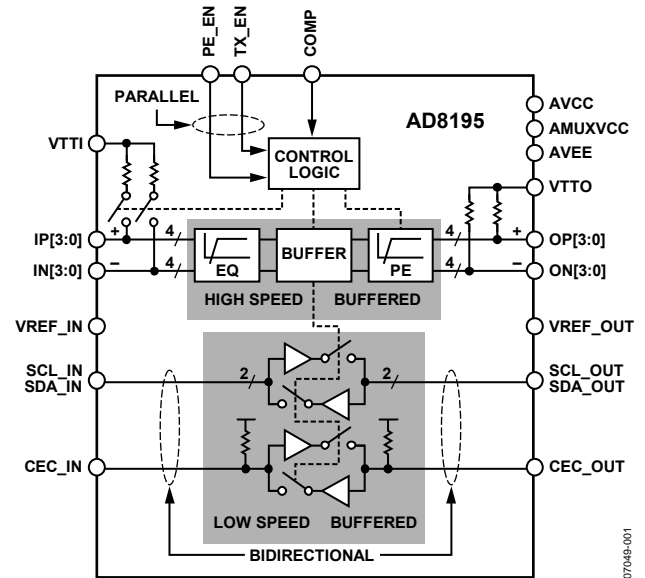 PE_EN
TX_EN
COMP
PARALLEL
AD8195
AVCC
AMUXVCC
AVEE
VTTI
CONTROL
LOGIC
VTTO
IP[3:0]
+
4
EQ
BUFFER
PE
4
+
OP[3:0]
IN[3:0]
−
4
4
−
ON[3:0]
HIGH SPEED
BUFFERED
VREF_IN
VREF_OUT
SCL_IN
SDA_IN
2
2
SCL_OUT
SDA_OUT
CEC_IN
CEC_OUT
LOW SPEED
BUFFERED
BIDIRECTIONAL
07049-001